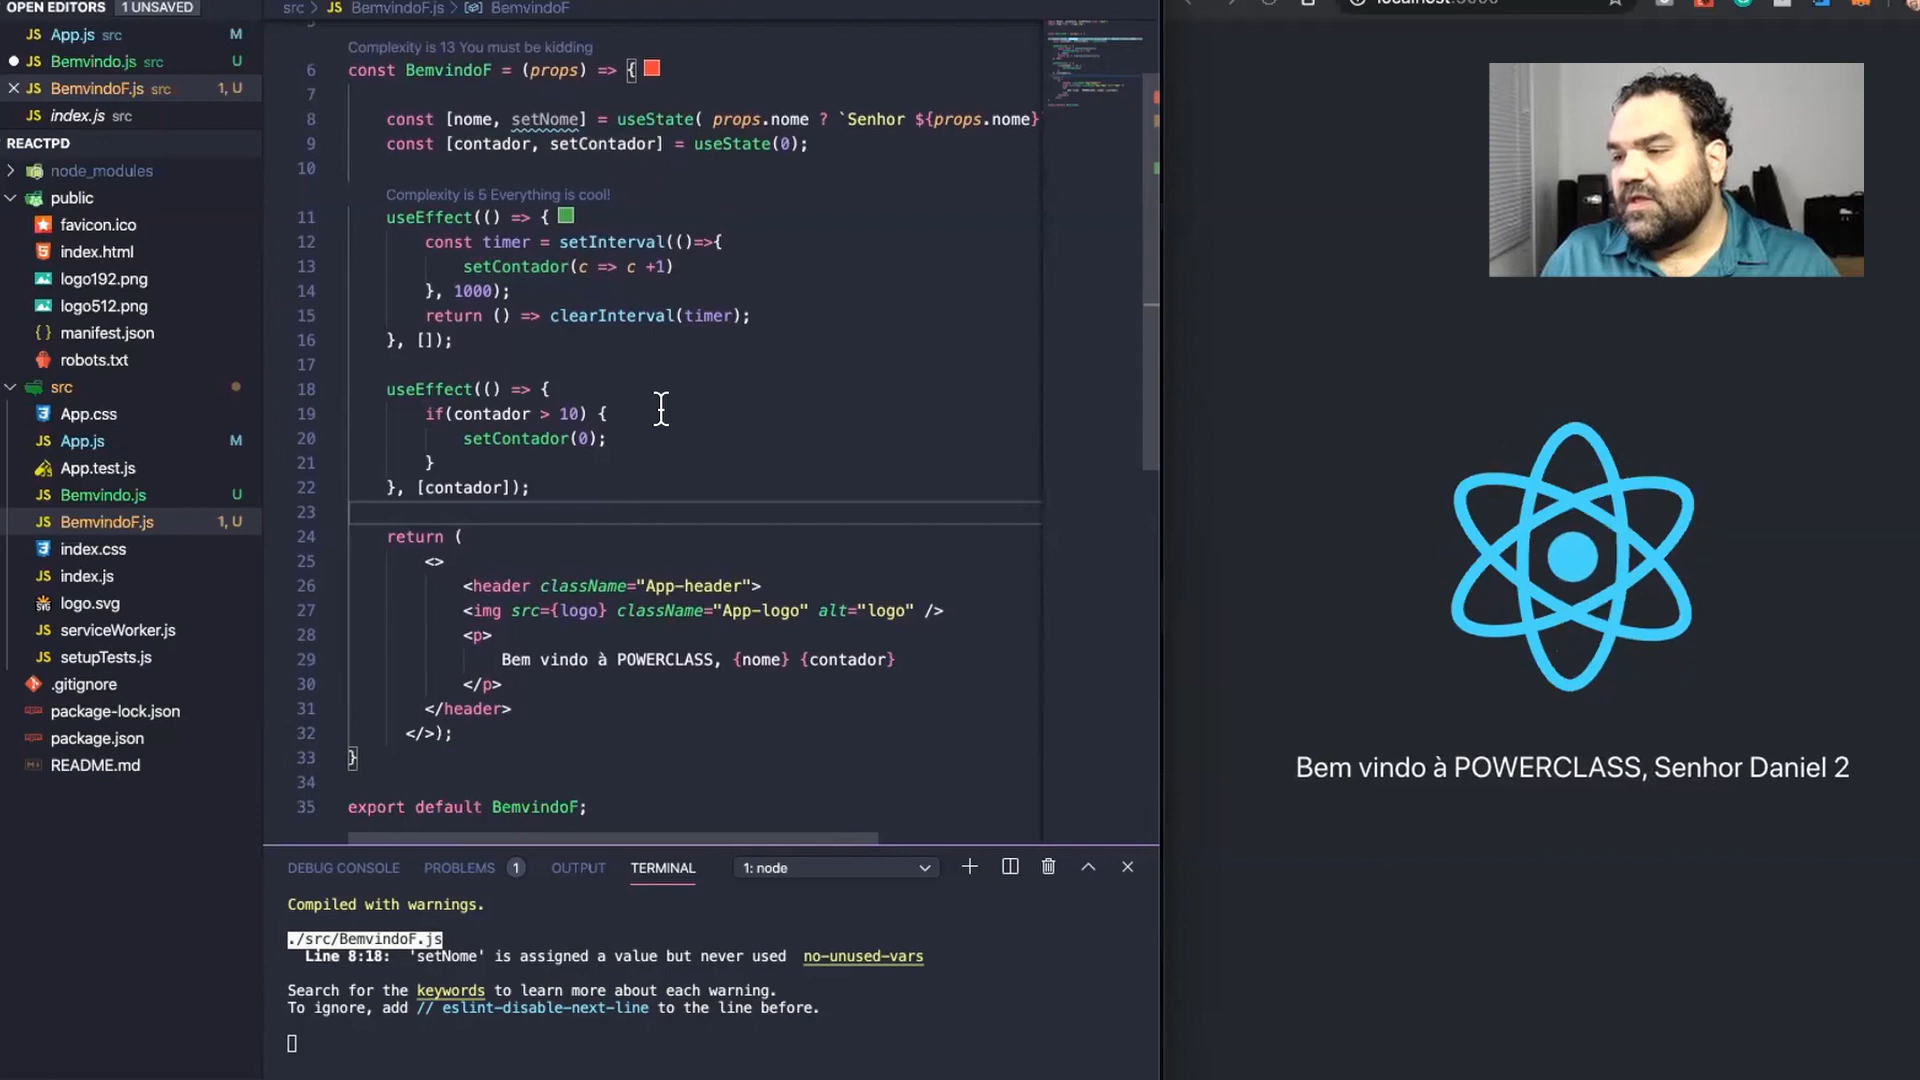 OPEN EDITORS 1 UNSAVED
App.js src M
Bemvindo.js src U
BemvindoF.js src 1, U
index.js src
REACTPD
node_modules
public
favicon.ico
index.html
logo192.png
logo512.png
manifest.json
robots.txt
src
App.css
App.js M
App.test.js
Bemvindo.js U
BemvindoF.js 1, U
index.css
index.js
logo.svg
serviceWorker.js
setupTests.js
.gitignore
package-lock.json
package.json
README.md
src > JS BemvindoF.js > BemvindoF
Complexity is 13 You must be kidding
6 const BemvindoF = (props) => {
7
8 const [nome, setNome] = useState( props.nome ? `Senhor ${props.nome}
9 const [contador, setContador] = useState(0);
10
Complexity is 5 Everything is cool!
11 useEffect(() => {
12 const timer = setInterval(()=>{
13 setContador(c => c +1)
14 }, 1000);
15 return () => clearInterval(timer);
16 }, []);
17
18 useEffect(() => {
19 if(contador > 10) {
20 setContador(0);
21 }
22 }, [contador]);
23
24 return (
25 <>
26 <header className="App-header">
27 <img src={logo} className="App-logo" alt="logo" />
28 <p>
29 Bem vindo à POWERCLASS, {nome} {contador}
30 </p>
31 </header>
32 </>);
33 }
34
35 export default BemvindoF;
DEBUG CONSOLE PROBLEMS 1 OUTPUT TERMINAL 1: node
Compiled with warnings.
./src/BemvindoF.js
Line 8:18: 'setNome' is assigned a value but never used no-unused-vars
Search for the keywords to learn more about each warning.
To ignore, add // eslint-disable-next-line to the line before.
Bem vindo à POWERCLASS, Senhor Daniel 2